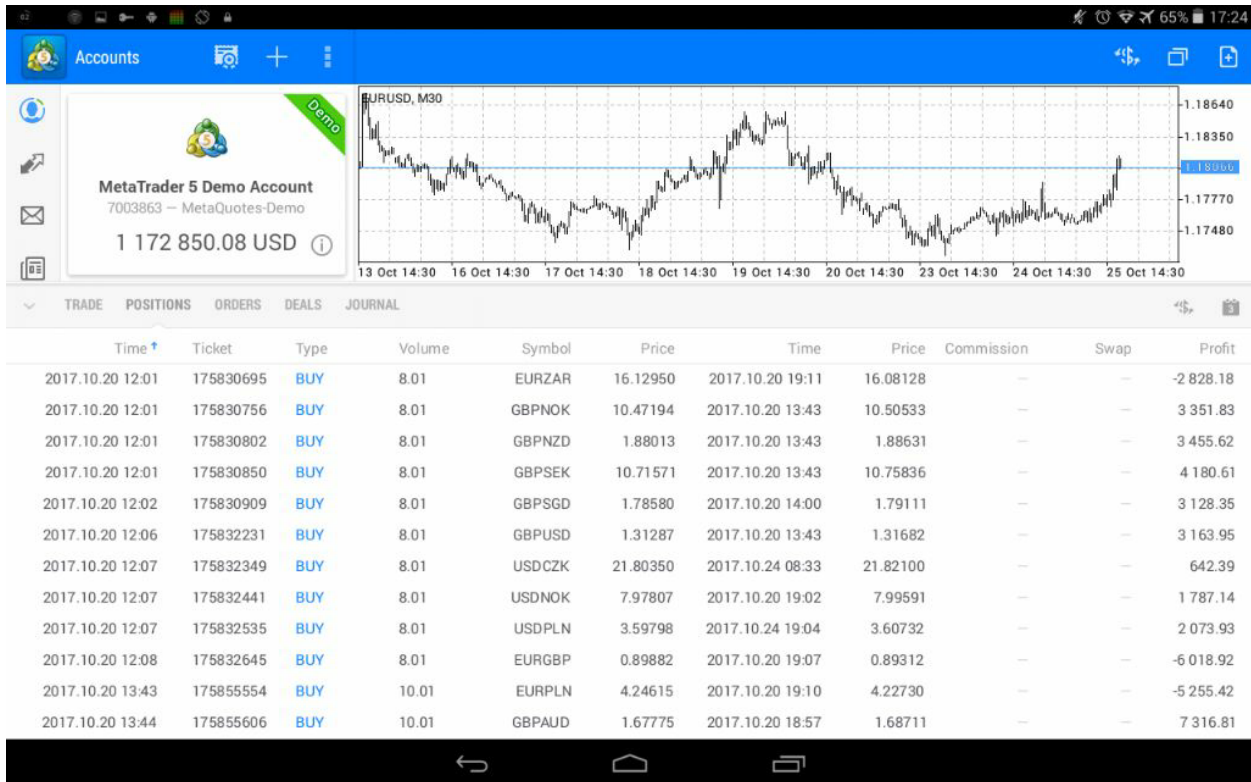 62 65% 17:24
Accounts
Demo
MetaTrader 5 Demo Account
7003863 — MetaQuotes-Demo
1 172 850.08 USD
EURUSD, M30
1.18640
1.18350
1.18066
1.17770
1.17480
13 Oct 14:30 16 Oct 14:30 17 Oct 14:30 18 Oct 14:30 19 Oct 14:30 20 Oct 14:30 23 Oct 14:30 24 Oct 14:30 25 Oct 14:30
TRADE POSITIONS ORDERS DEALS JOURNAL
Time Ticket Type Volume Symbol Price Time Price Commission Swap Profit
2017.10.20 12:01 175830695 BUY 8.01 EURZAR 16.12950 2017.10.20 19:11 16.08128 — — -2 828.18
2017.10.20 12:01 175830756 BUY 8.01 GBPNOK 10.47194 2017.10.20 13:43 10.50533 — — 3 351.83
2017.10.20 12:01 175830802 BUY 8.01 GBPNZD 1.88013 2017.10.20 13:43 1.88631 — — 3 455.62
2017.10.20 12:01 175830850 BUY 8.01 GBPSEK 10.71571 2017.10.20 13:43 10.75836 — — 4 180.61
2017.10.20 12:02 175830909 BUY 8.01 GBPSGD 1.78580 2017.10.20 14:00 1.79111 — — 3 128.35
2017.10.20 12:06 175832231 BUY 8.01 GBPUSD 1.31287 2017.10.20 13:43 1.31682 — — 3 163.95
2017.10.20 12:07 175832349 BUY 8.01 USDCZK 21.80350 2017.10.24 08:33 21.82100 — — 642.39
2017.10.20 12:07 175832441 BUY 8.01 USDNOK 7.97807 2017.10.20 19:02 7.99591 — — 1 787.14
2017.10.20 12:07 175832535 BUY 8.01 USDPLN 3.59798 2017.10.24 19:04 3.60732 — — 2 073.93
2017.10.20 12:08 175832645 BUY 8.01 EURGBP 0.89882 2017.10.20 19:07 0.89312 — — -6 018.92
2017.10.20 13:43 175855554 BUY 10.01 EURPLN 4.24615 2017.10.20 19:10 4.22730 — — -5 255.42
2017.10.20 13:44 175855606 BUY 10.01 GBPAUD 1.67775 2017.10.20 18:57 1.68711 — — 7 316.81